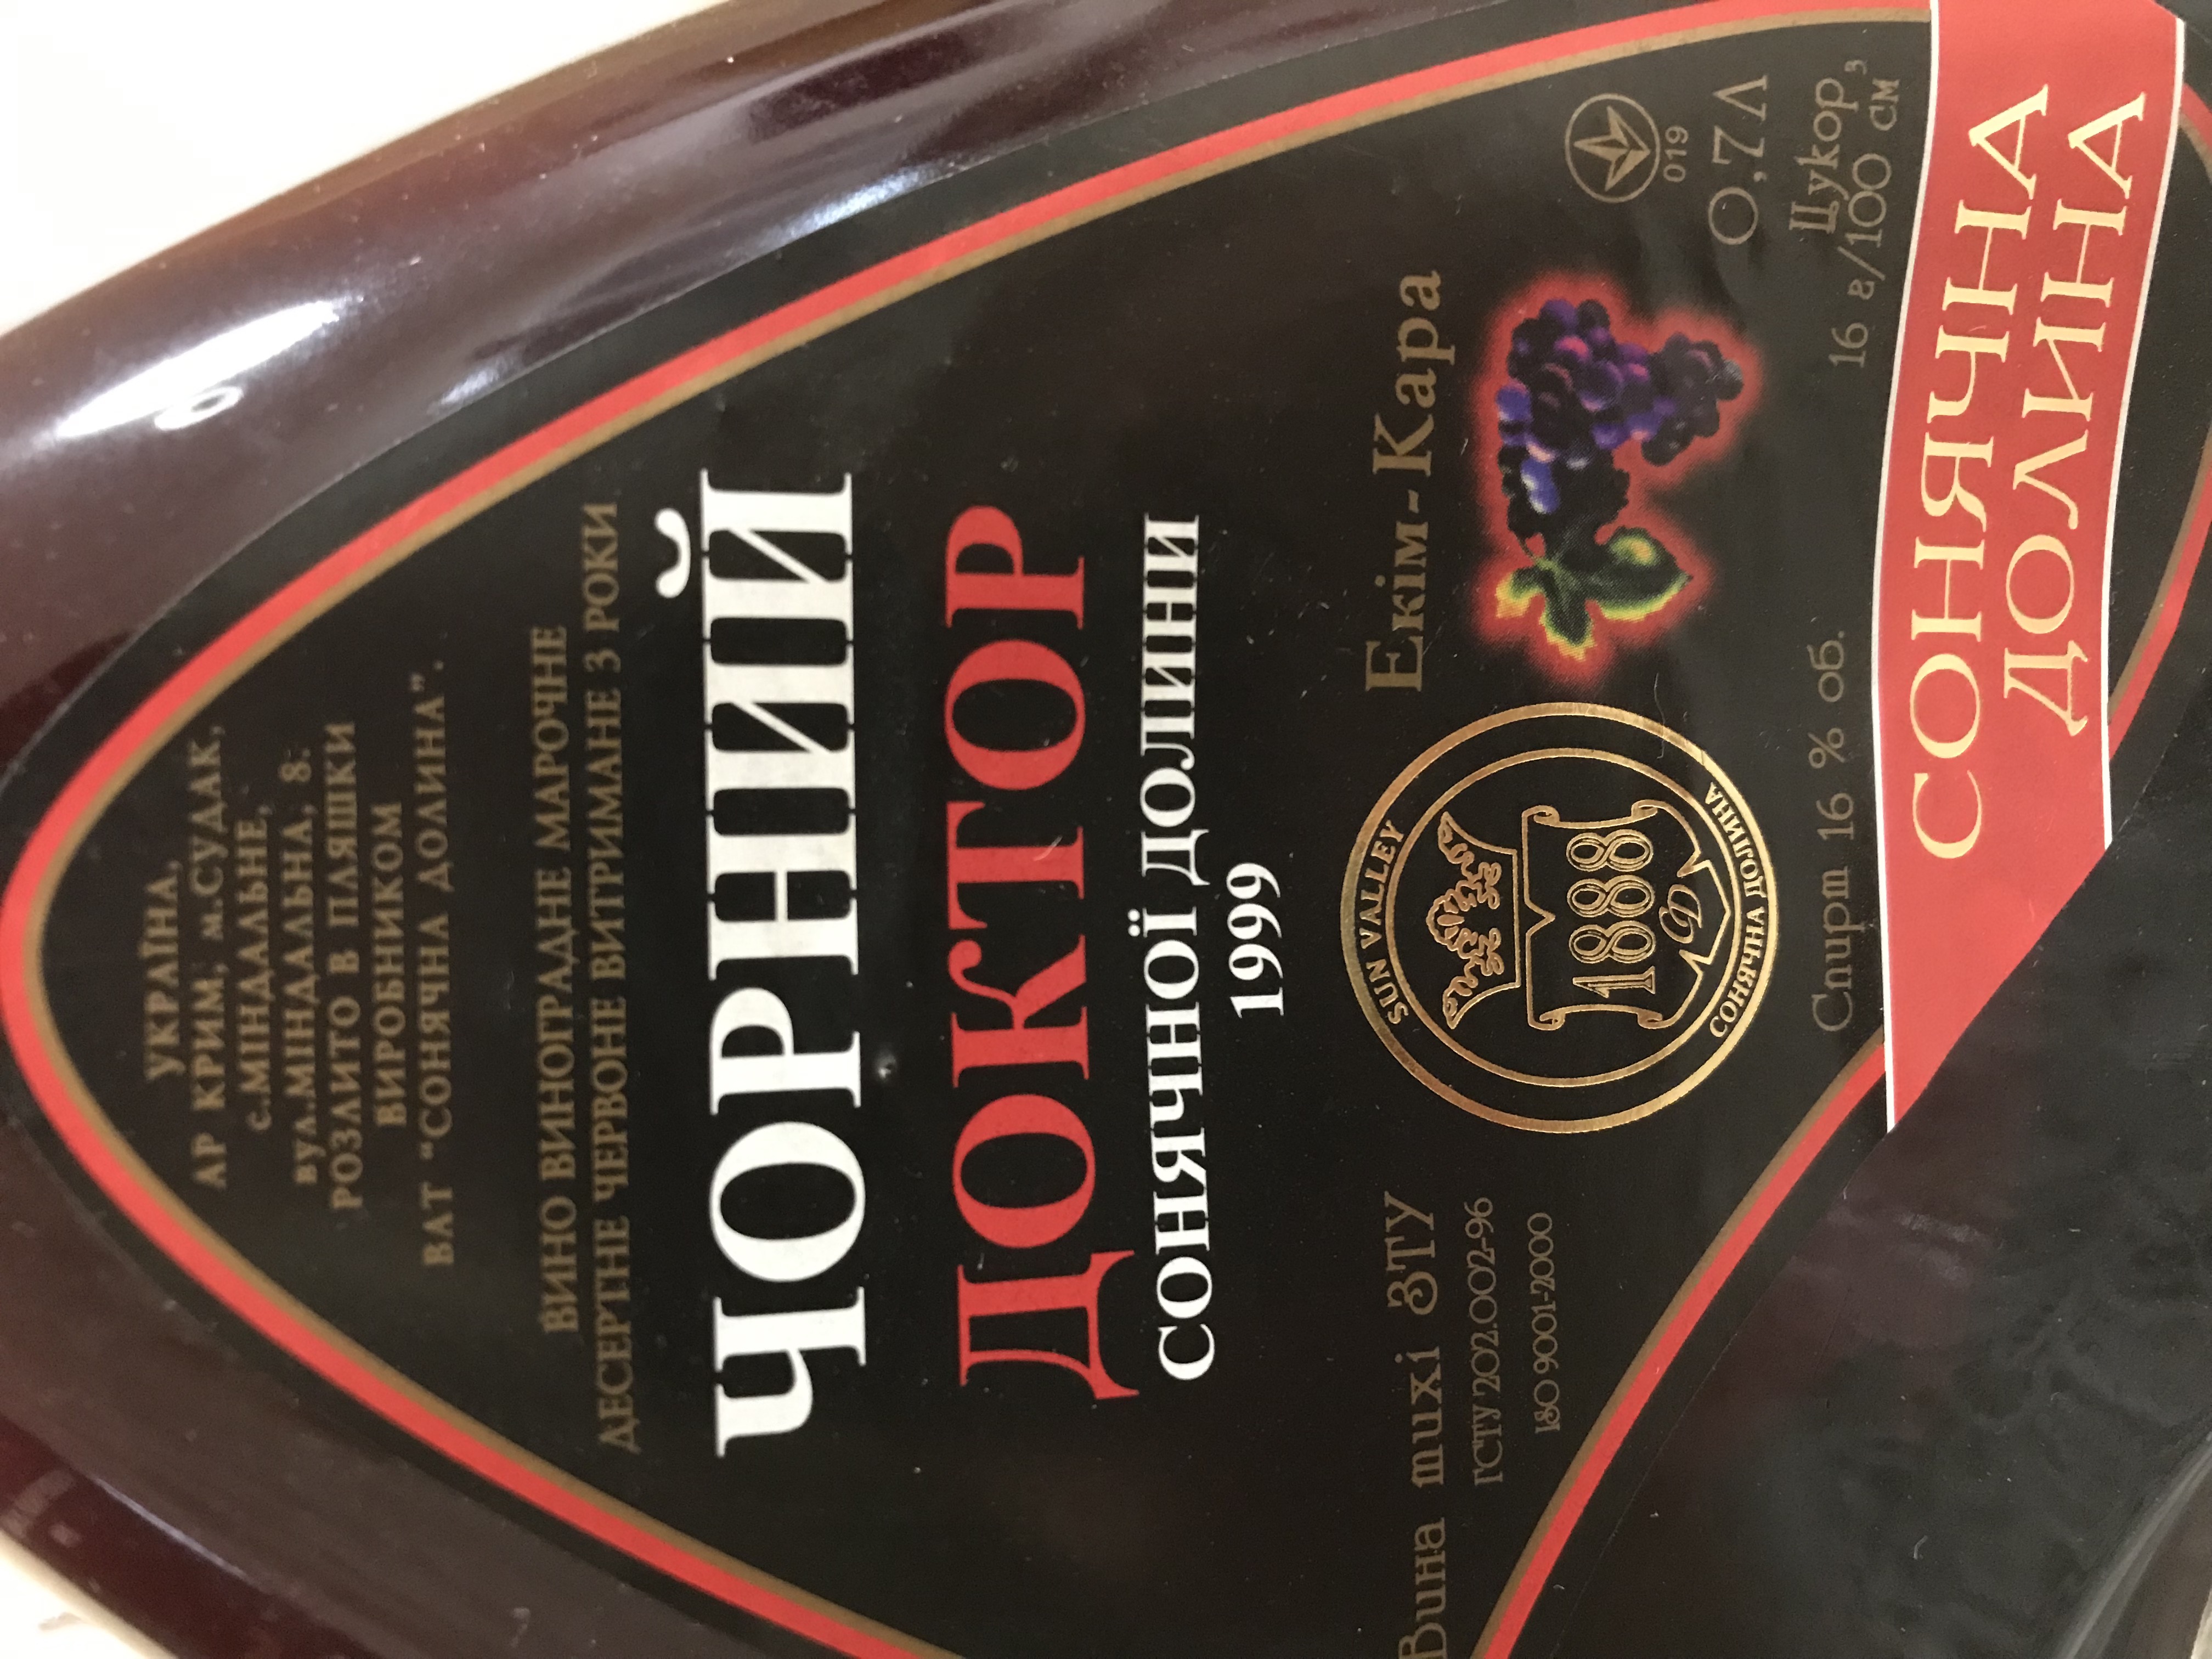 УКРАЇНА,
АР КРИМ, м.СУДАК,
с.МІНДАЛЬНЕ,
вул.МІНДАЛЬНА, 8.
РОЗЛИТО В ПЛЯШКИ
ВИРОБНИКОМ
ВАТ “СОНЯЧНА ДОЛИНА”.
ВИНО ВИНОГРАДНЕ МАРОЧНЕ
ДЕСЕРТНЕ ЧЕРВОНЕ ВИТРИМАНЕ 3 РОКИ
ЧОРНИЙ
ДОКТОР
СОНЯЧНОЇ ДОЛИНИ
1999
Вина тихі ЗТУ
ГСТУ 202.002-96
ISO 9001-2000
SUN VALLEY
1888
СД
СОНЯЧНА ДОЛИНА
Екім-Кара
019
0,7Л
Цукор
16 г/100 см³
Спирт 16 % об.
СОНЯЧНА
ДОЛИНА